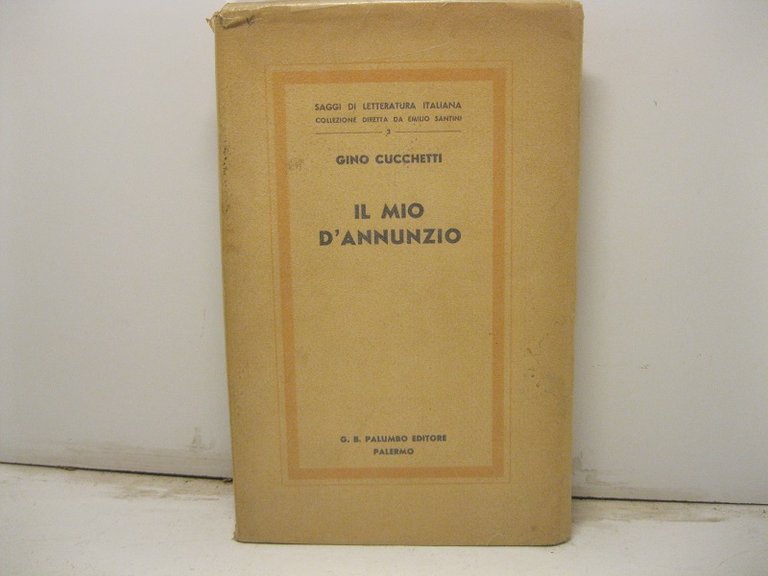 SAGGI DI LETTERATURA ITALIANA
COLLEZIONE DIRETTA DA EMILIO SANTINI
3
GINO CUCCHETTI
IL MIO
D'ANNUNZIO
G. B. PALUMBO EDITORE
PALERMO